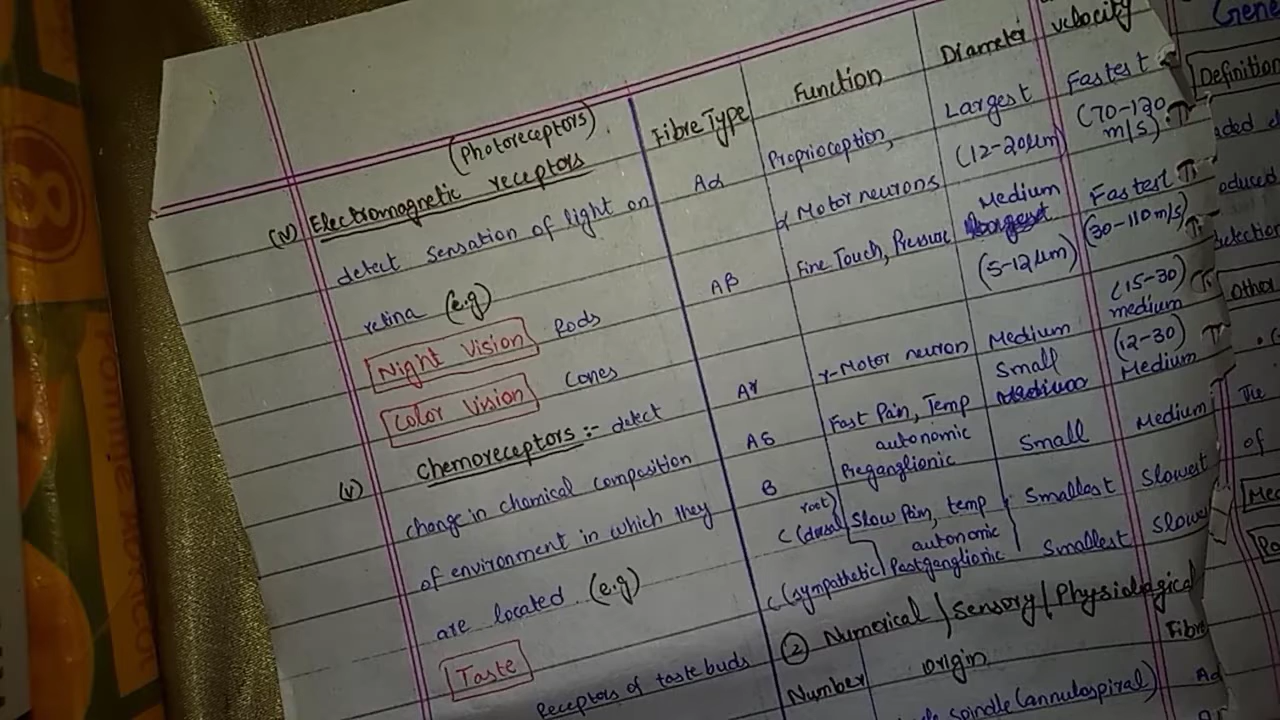 (Photoreceptors)
(iv) Electromagnetic receptors
detect sensation of light on
retina (e.g)
Night Vision Rods
Color Vision Cones
(v) Chemoreceptors :- detect
change in chemical composition
of environment in which they
are located (e.g)
Taste
Receptors of taste buds
Fibre Type Function Diameter velocity
Aα Proprioception, Largest Fastest
α Motor neurons (12-20μm) (70-120 m/s)
Aβ Fine Touch, Pressure Medium Fastest
(5-12μm) (30-110 m/s)
Aγ γ-Motor neuron Medium (15-30) medium
Aδ Fast Pain, Temp Small (12-30) Medium
B autonomic Preganglionic Small Medium
C (dorsal root) Slow Pain, temp Smallest Slowest
C (sympathetic) autonomic Postganglionic Smallest
② Numerical / Sensory / Physiological
Number origin
spindle (annulospiral) Aα
Definition
Other
The
of
8